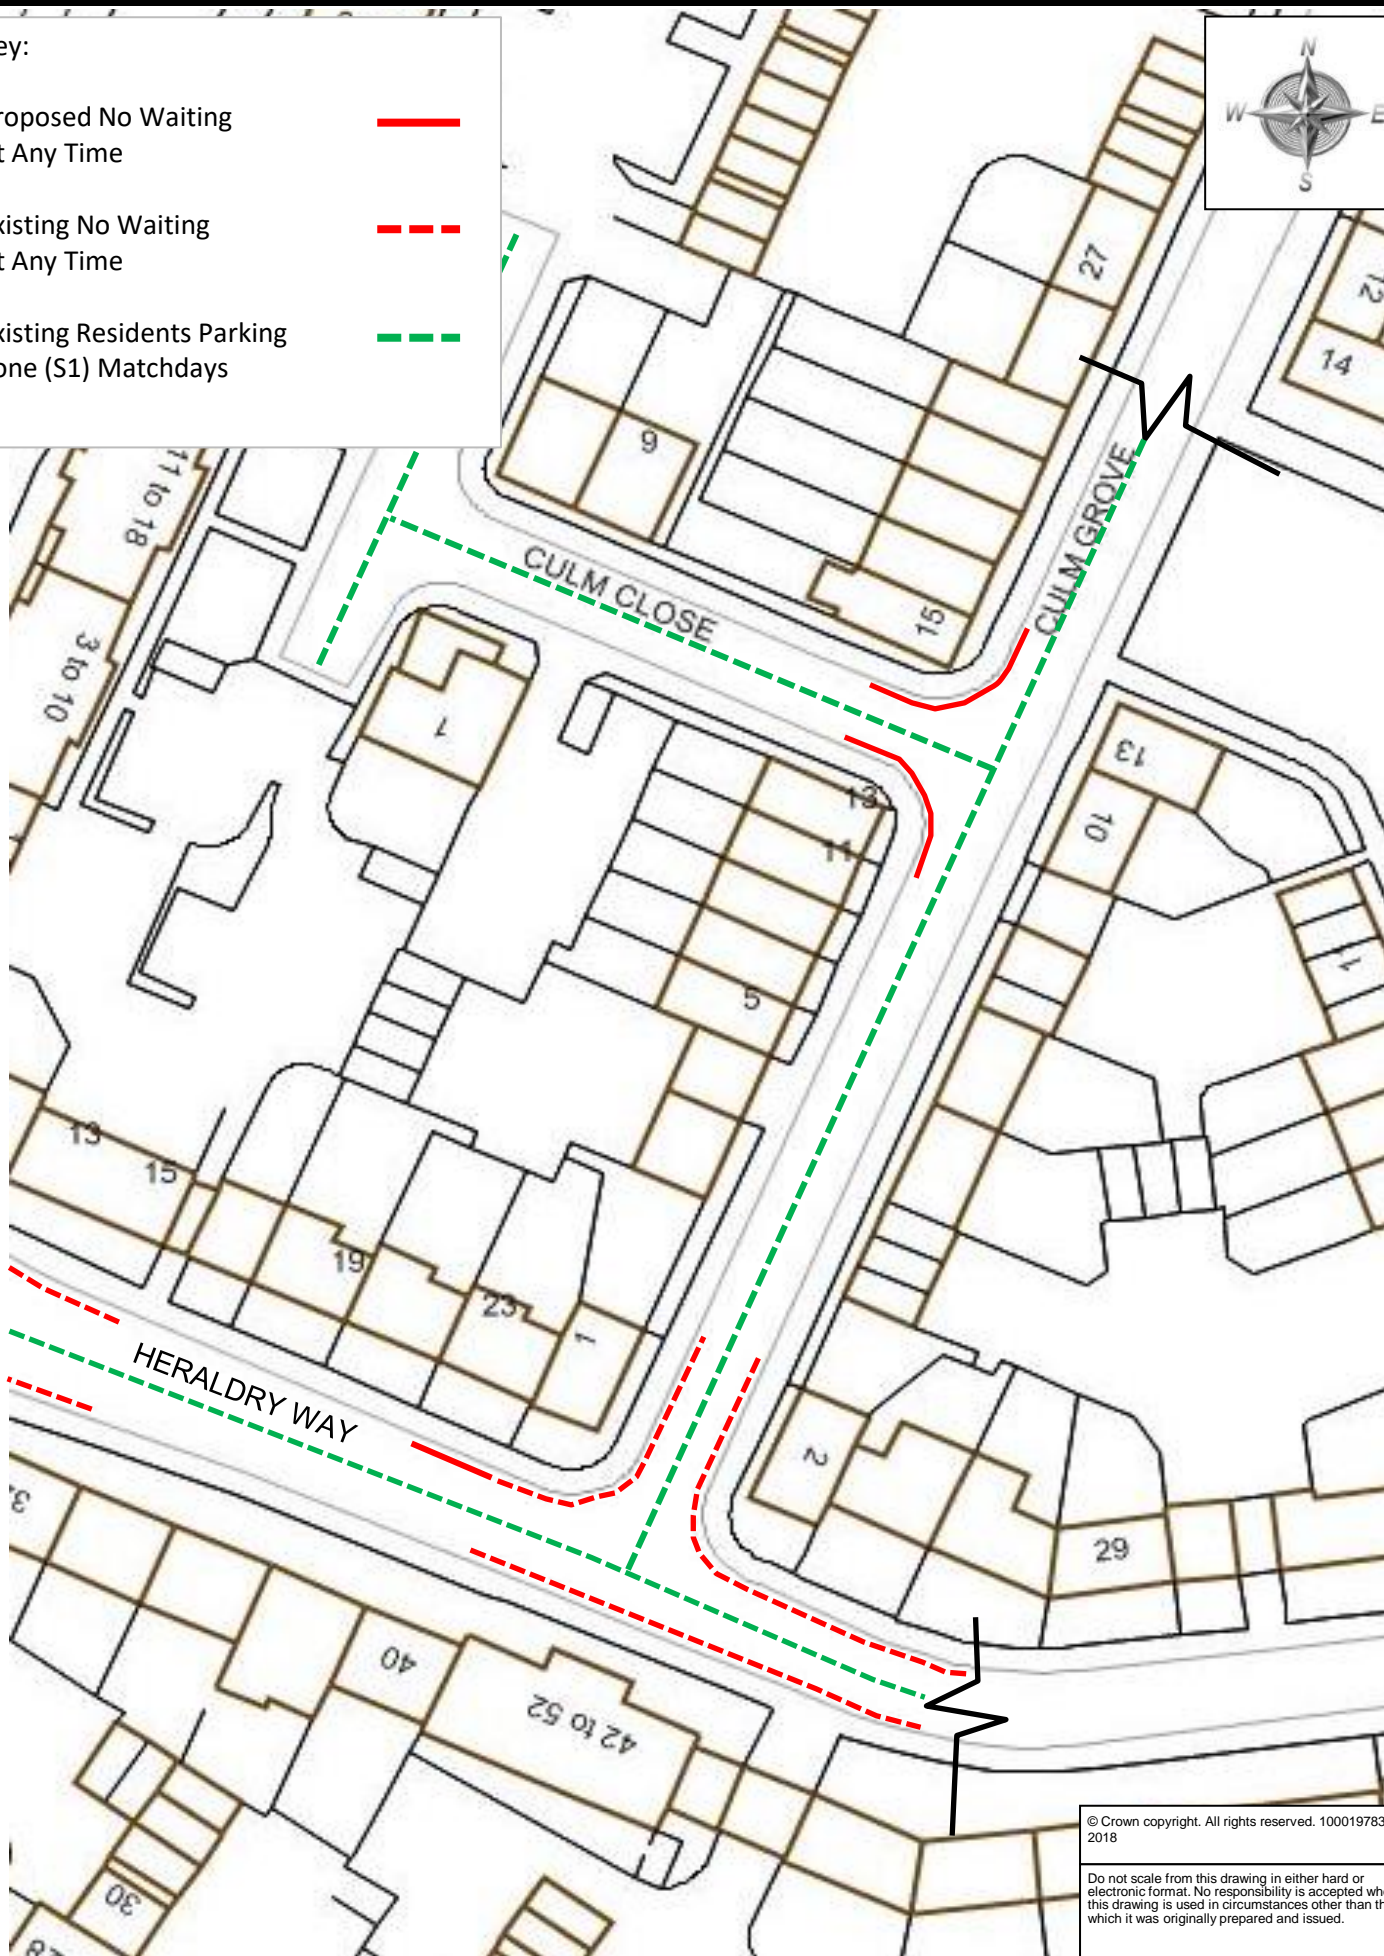 ey:
roposed No Waiting
t Any Time
xisting No Waiting
t Any Time
xisting Residents Parking
one (S1) Matchdays
N
W E
S
27
12
14
9
11 to 18
CULM GROVE
CULM CLOSE
15
3 to 10
1
13
13
10
11
11
5
13
15
19
23
1
HERALDRY WAY
2
29
40
42 to 52
30
28
© Crown copyright. All rights reserved. 100019783
2018
Do not scale from this drawing in either hard or
electronic format. No responsibility is accepted wh
this drawing is used in circumstances other than th
which it was originally prepared and issued.